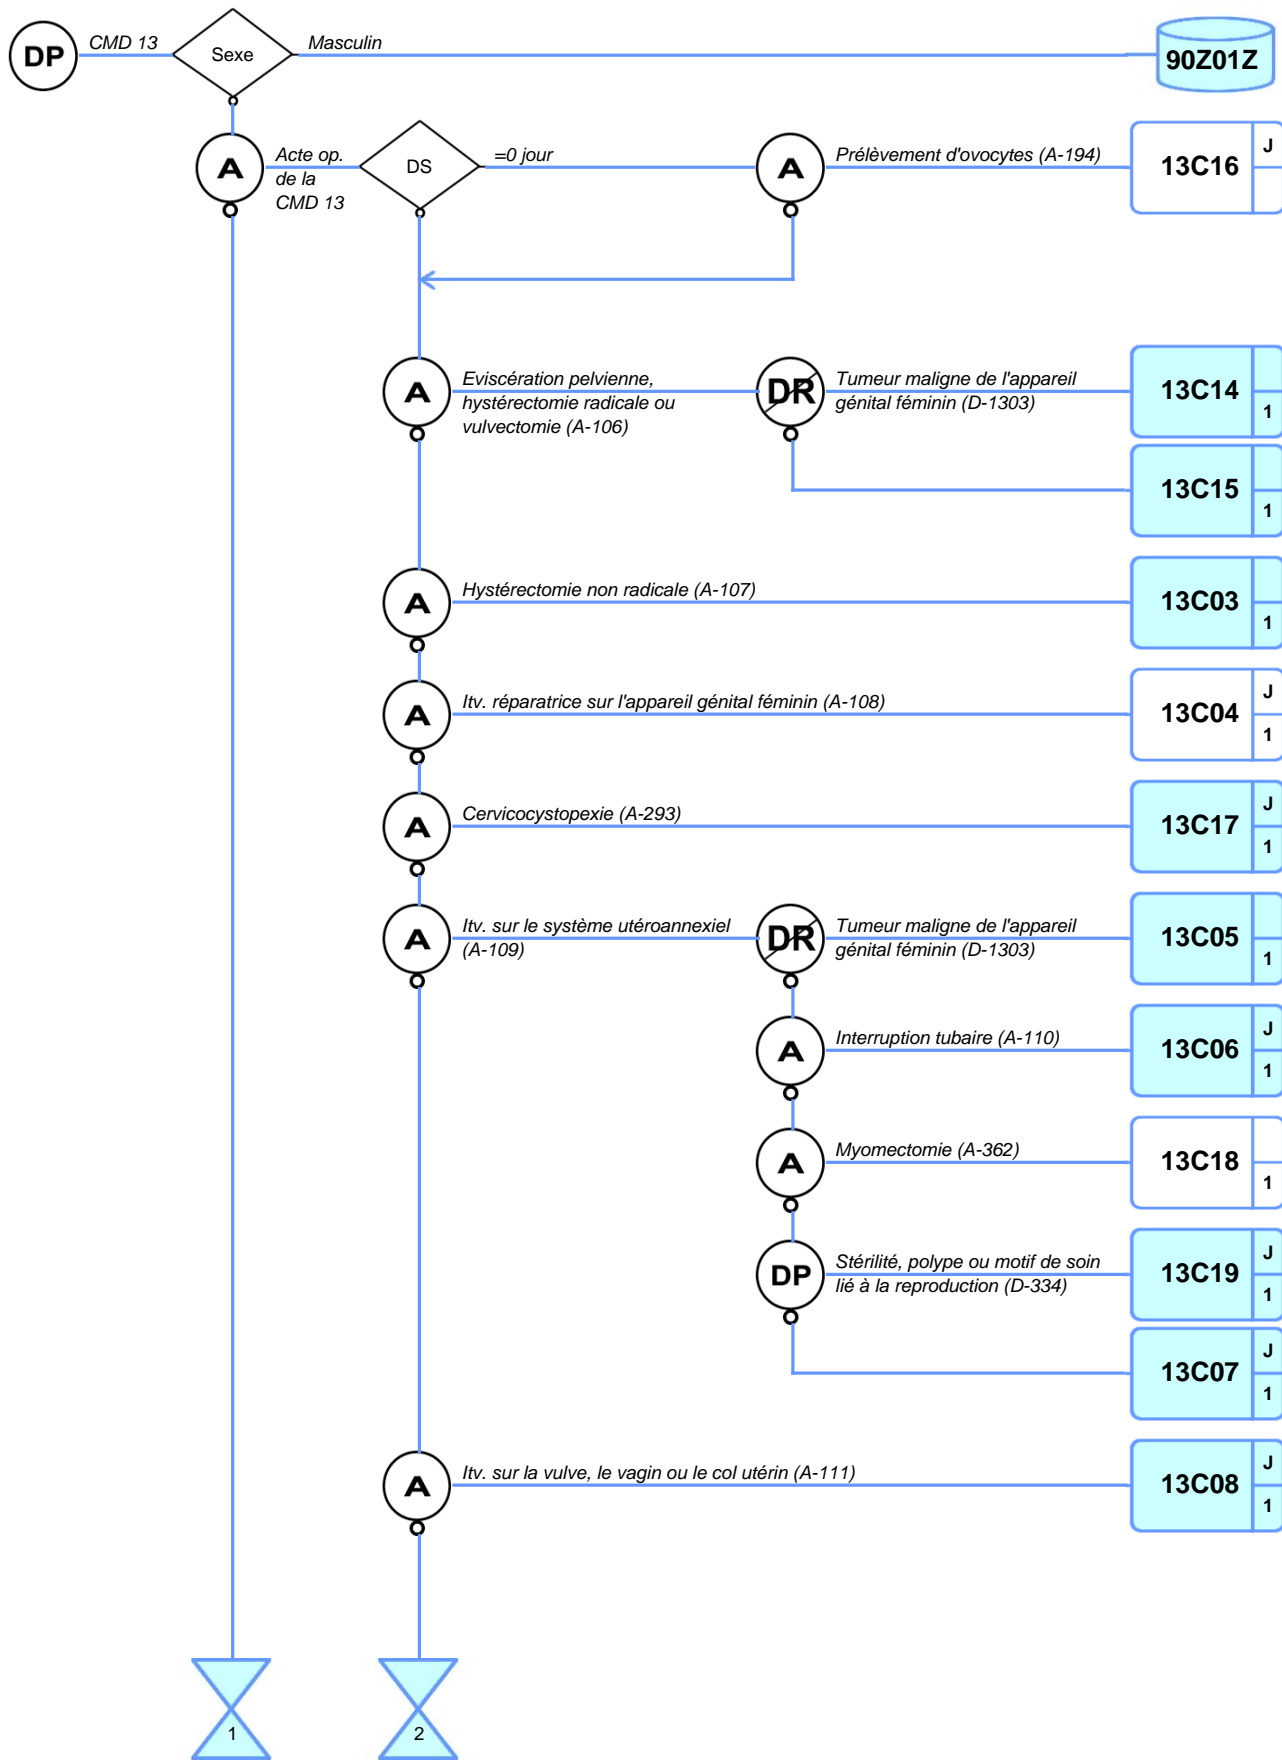 DP
CMD 13
Sexe
Masculin
90Z01Z
A
Acte op.
de la
CMD 13
DS
=0 jour
A
Prélèvement d'ovocytes (A-194)
13C16
J
A
Eviscération pelvienne,
hystérectomie radicale ou
vulvectomie (A-106)
DR
Tumeur maligne de l'appareil
génital féminin (D-1303)
13C14
1
13C15
1
A
Hystérectomie non radicale (A-107)
13C03
1
A
Itv. réparatrice sur l'appareil génital féminin (A-108)
13C04
J
1
A
Cervicocystopexie (A-293)
13C17
J
1
A
Itv. sur le système utéroannexiel
(A-109)
DR
Tumeur maligne de l'appareil
génital féminin (D-1303)
13C05
1
A
Interruption tubaire (A-110)
13C06
J
1
A
Myomectomie (A-362)
13C18
1
DP
Stérilité, polype ou motif de soin
lié à la reproduction (D-334)
13C19
J
1
13C07
J
1
A
Itv. sur la vulve, le vagin ou le col utérin (A-111)
13C08
J
1
1
2